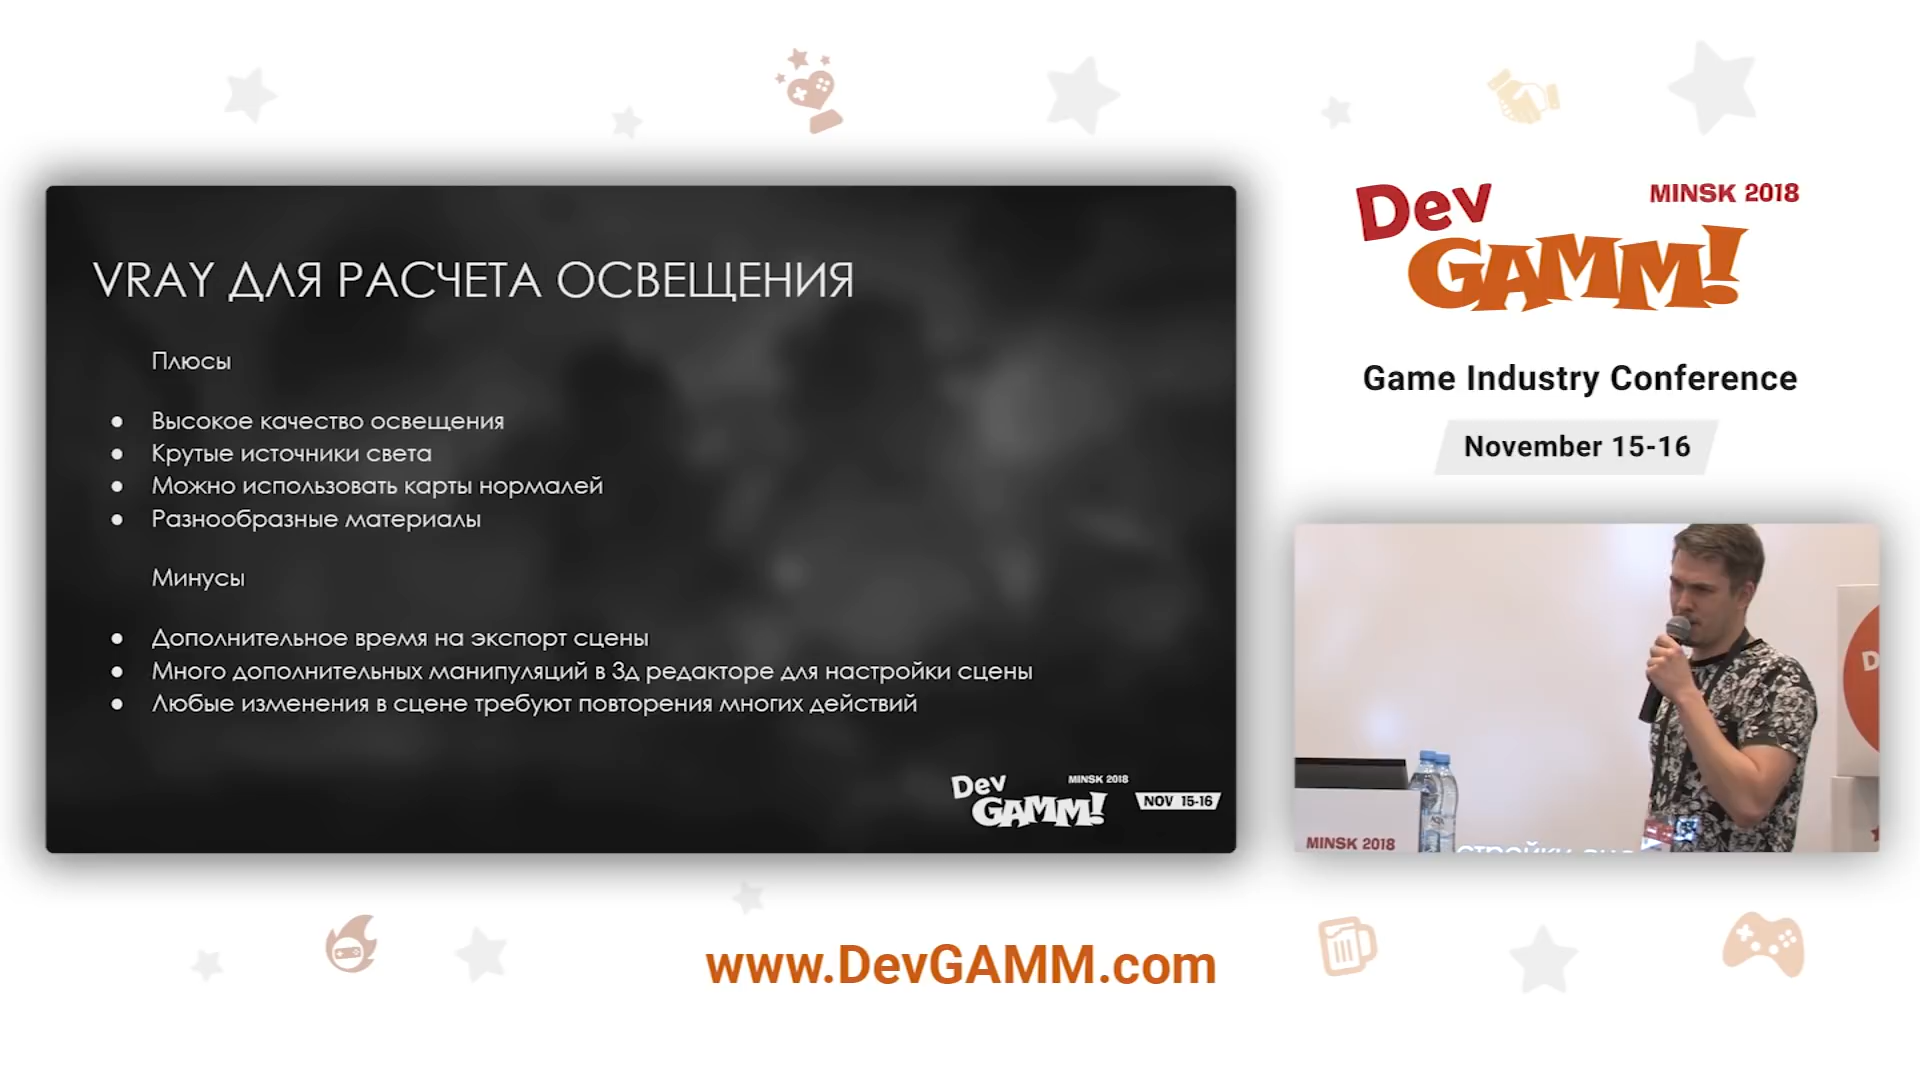 VRAY ДЛЯ РАСЧЕТА ОСВЕЩЕНИЯ
Плюсы
● Высокое качество освещения
● Крутые источники света
● Можно использовать карты нормалей
● Разнообразные материалы
Минусы
● Дополнительное время на экспорт сцены
● Много дополнительных манипуляций в 3д редакторе для настройки сцены
● Любые изменения в сцене требуют повторения многих действий
Dev
GAMM!
MINSK 2018
NOV 15-16
Dev
GAMM!
MINSK 2018
Game Industry Conference
November 15-16
MINSK 2018
www.DevGAMM.com